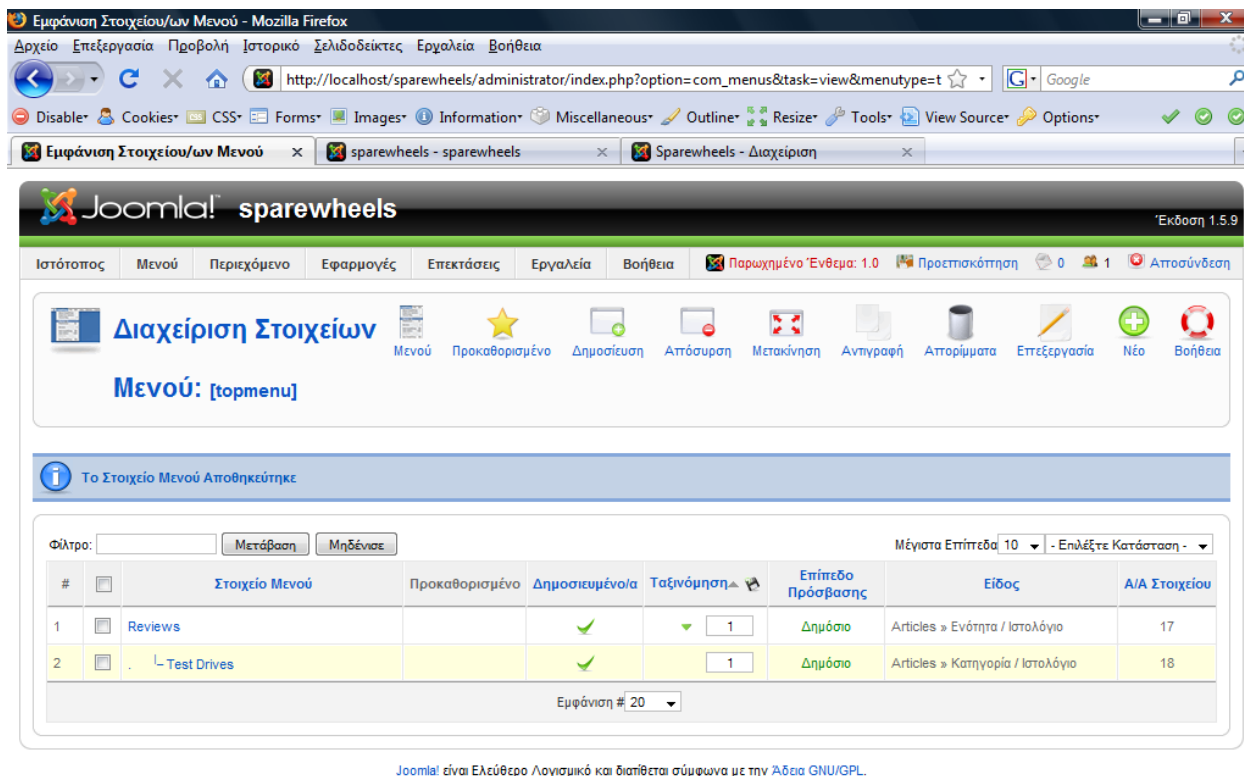 Εμφάνιση Στοιχείου/ων Μενού - Mozilla Firefox
Αρχείο Επεξεργασία Προβολή Ιστορικό Σελιδοδείκτες Εργαλεία Βοήθεια
http://localhost/sparewheels/administrator/index.php?option=com_menus&task=view&menutype=t G Google
Disable Cookies CSS Forms Images Information Miscellaneous Outline Resize Tools View Source Options
Εμφάνιση Στοιχείου/ων Μενού sparewheels - sparewheels Sparewheels - Διαχείριση
Joomla! sparewheels
Έκδοση 1.5.9
Ιστότοπος Μενού Περιεχόμενο Εφαρμογές Επεκτάσεις Εργαλεία Βοήθεια Παρωχημένο Ένθεμα: 1.0 Προεπισκόπηση 0 1 Αποσύνδεση
Διαχείριση Στοιχείων
Μενού: [topmenu]
Μενού Προκαθορισμένο Δημοσίευση Απόσυρση Μετακίνηση Αντιγραφή Απορίμματα Επεξεργασία Νέο Βοήθεια
Το Στοιχείο Μενού Αποθηκεύτηκε
Φίλτρο: Μετάβαση Μηδένισε Μέγιστα Επίπεδα 10 - Επιλέξτε Κατάσταση -
# Στοιχείο Μενού Προκαθορισμένο Δημοσιευμένο/α Ταξινόμηση Επίπεδο Πρόσβασης Είδος Α/Α Στοιχείου
1 Reviews 1 Δημόσιο Articles » Ενότητα / Ιστολόγιο 17
2 . Test Drives 1 Δημόσιο Articles » Κατηγορία / Ιστολόγιο 18
Εμφάνιση # 20
Joomla! είναι Ελεύθερο Λογισμικό και διατίθεται σύμφωνα με την Άδεια GNU/GPL.